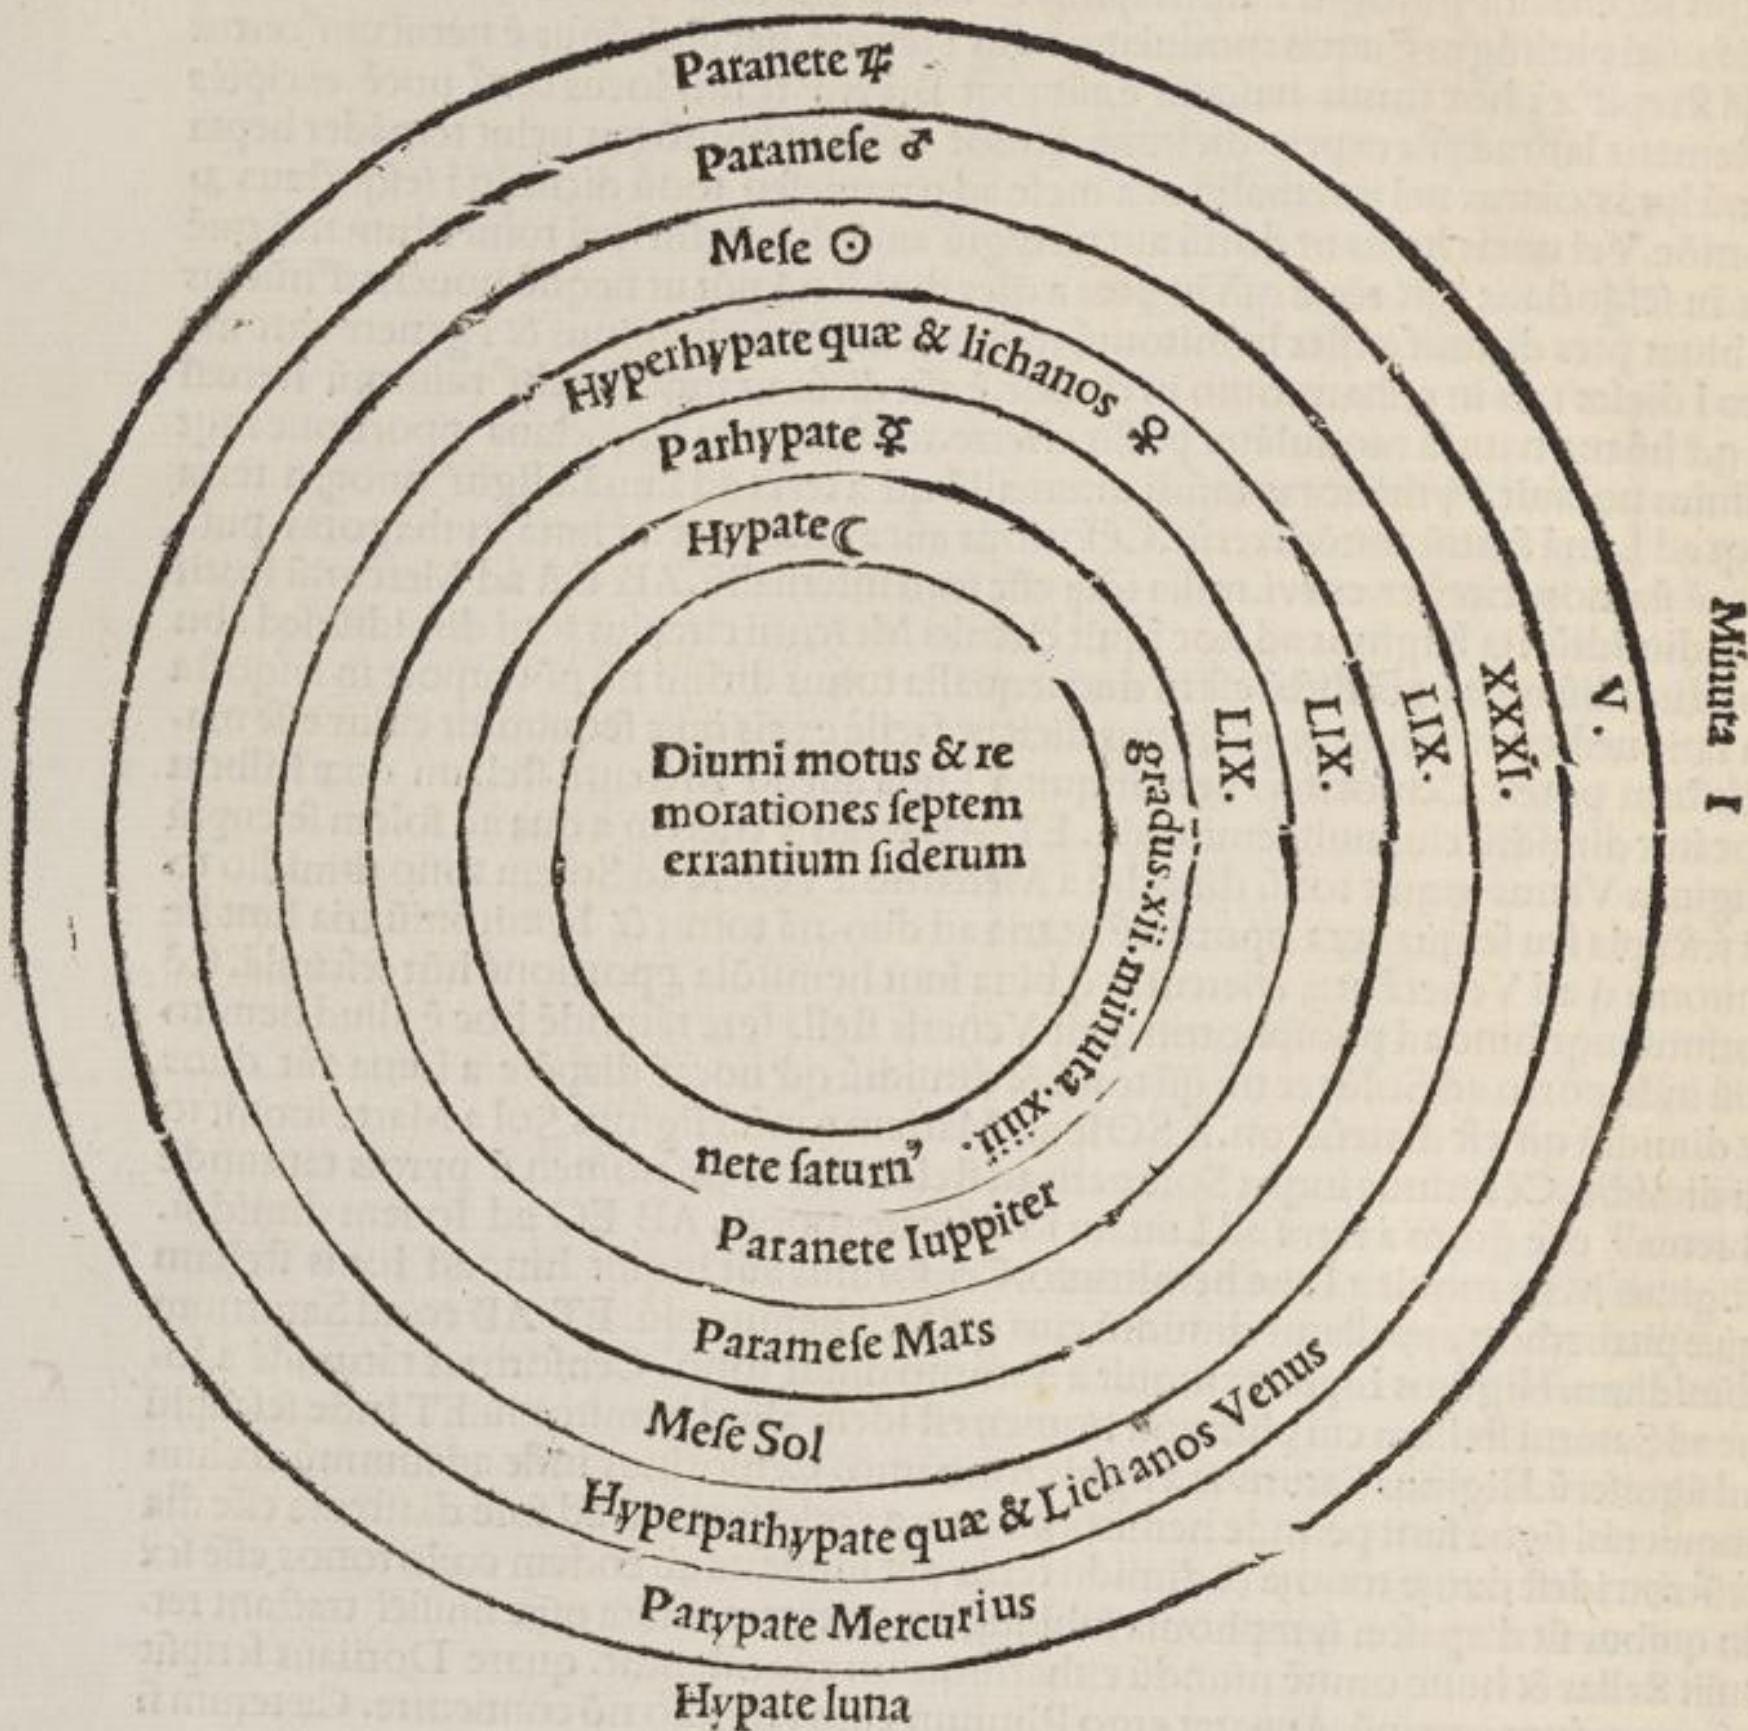 Paranete ♃
Parameſe ♂
Meſe ☉
Hyperhypate quæ & lichanos ♀
Parhypate ☿
Hypate ☾
Diurni motus & re
morationes ſeptem
errantium ſiderum
gradus.xii.minuta.xiiii.
LIX.
LIX.
LIX.
XXXI.
V.
Minuta I
nete ſaturnꝰ
Paranete Iuppiter
Parameſe Mars
Meſe Sol
Hyperparhypate quæ & Lichanos Venus
Parypate Mercurius
Hypate luna